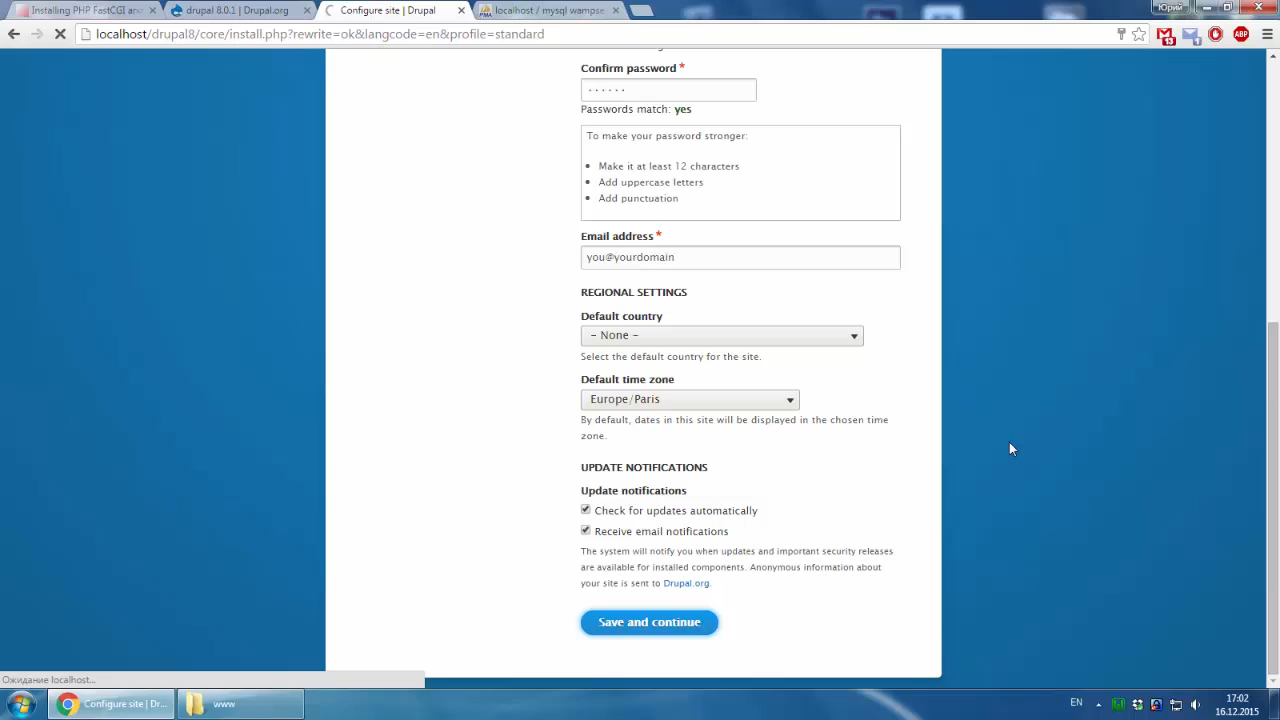 Installing PHP FastCGI an
drupal 8.0.1 | Drupal.org
Configure site | Drupal
localhost / mysql wampse
Юрий
localhost/drupal8/core/install.php?rewrite=ok&langcode=en&profile=standard
13
1
ABP
Confirm password *
······
Passwords match: yes
To make your password stronger:
Make it at least 12 characters
Add uppercase letters
Add punctuation
Email address *
you@yourdomain
REGIONAL SETTINGS
Default country
- None -
Select the default country for the site.
Default time zone
Europe/Paris
By default, dates in this site will be displayed in the chosen time
zone.
UPDATE NOTIFICATIONS
Update notifications
Check for updates automatically
Receive email notifications
The system will notify you when updates and important security releases
are available for installed components. Anonymous information about
your site is sent to Drupal.org.
Save and continue
Ожидание localhost...
Configure site | Dr...
www
EN
17:02
16.12.2015